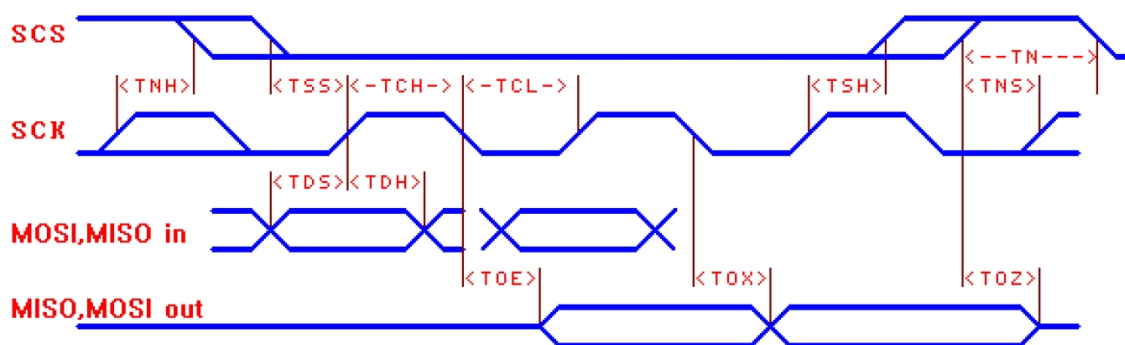 SCS
<--TN--->
<TNH> <TSS> <-TCH-> <-TCL-> <TSH> <TNS>
SCK
<TDS> <TDH>
MOSI,MISO in
<TOE> <TOX> <TOZ>
MISO,MOSI out